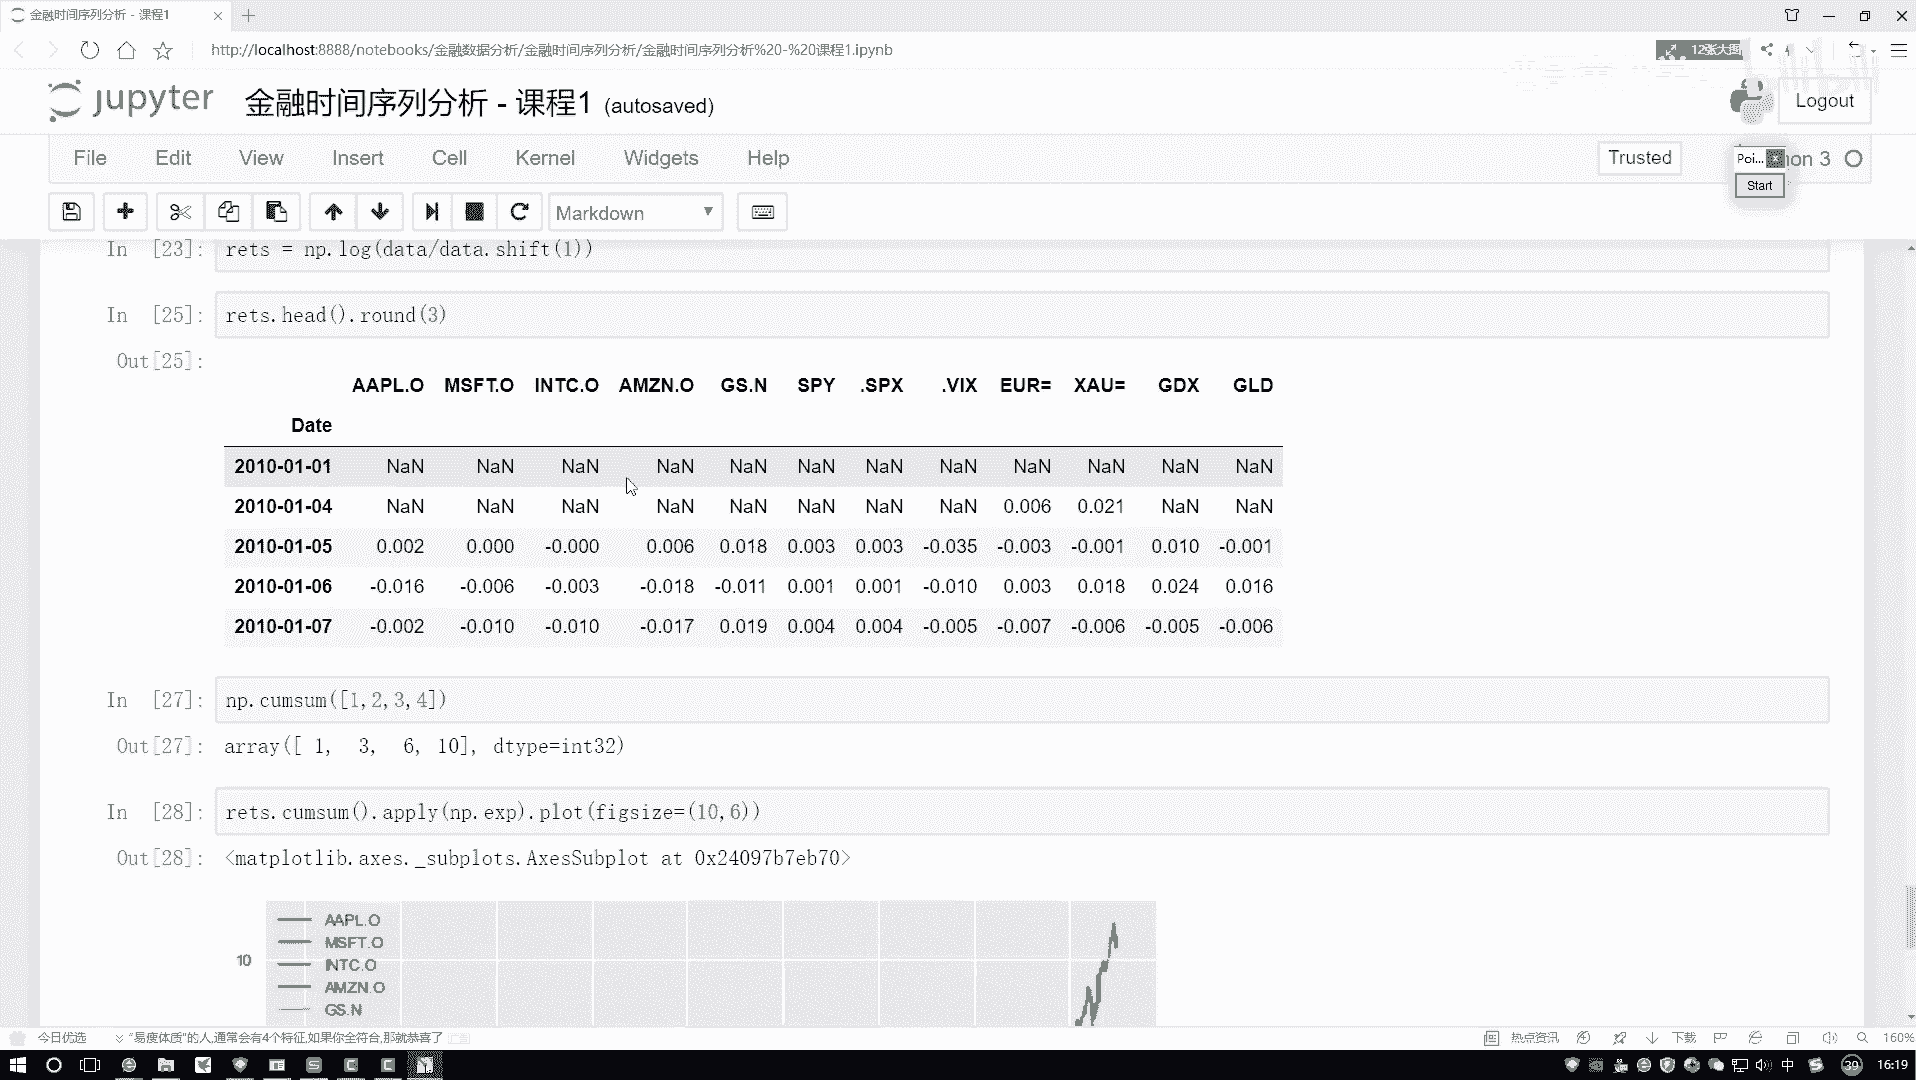 金融时间序列分析 - 课程1
http://localhost:8888/notebooks/金融数据分析/金融时间序列分析/金融时间序列分析%20-%20课程1.ipynb
12张大图
jupyter 金融时间序列分析 - 课程1 (autosaved)
Logout
File Edit View Insert Cell Kernel Widgets Help
Trusted
Poi...
on 3
Start
Markdown
In [23]: rets = np.log(data/data.shift(1))
In [25]: rets.head().round(3)
Out[25]:
AAPL.O MSFT.O INTC.O AMZN.O GS.N SPY .SPX .VIX EUR= XAU= GDX GLD
Date
2010-01-01 NaN NaN NaN NaN NaN NaN NaN NaN NaN NaN NaN NaN
2010-01-04 NaN NaN NaN NaN NaN NaN NaN NaN 0.006 0.021 NaN NaN
2010-01-05 0.002 0.000 -0.000 0.006 0.018 0.003 0.003 -0.035 -0.003 -0.001 0.010 -0.001
2010-01-06 -0.016 -0.006 -0.003 -0.018 -0.011 0.001 0.001 -0.010 0.003 0.018 0.024 0.016
2010-01-07 -0.002 -0.010 -0.010 -0.017 0.019 0.004 0.004 -0.005 -0.007 -0.006 -0.005 -0.006
In [27]: np.cumsum([1,2,3,4])
Out[27]: array([ 1, 3, 6, 10], dtype=int32)
In [28]: rets.cumsum().apply(np.exp).plot(figsize=(10,6))
Out[28]: <matplotlib.axes._subplots.AxesSubplot at 0x24097b7eb70>
AAPL.O
MSFT.O
10
INTC.O
AMZN.O
GS.N
今日优选
“易瘦体质”的人,通常会有4个特征,如果你全符合,那就恭喜了
热点资讯
下载
160%
中
39
16:19